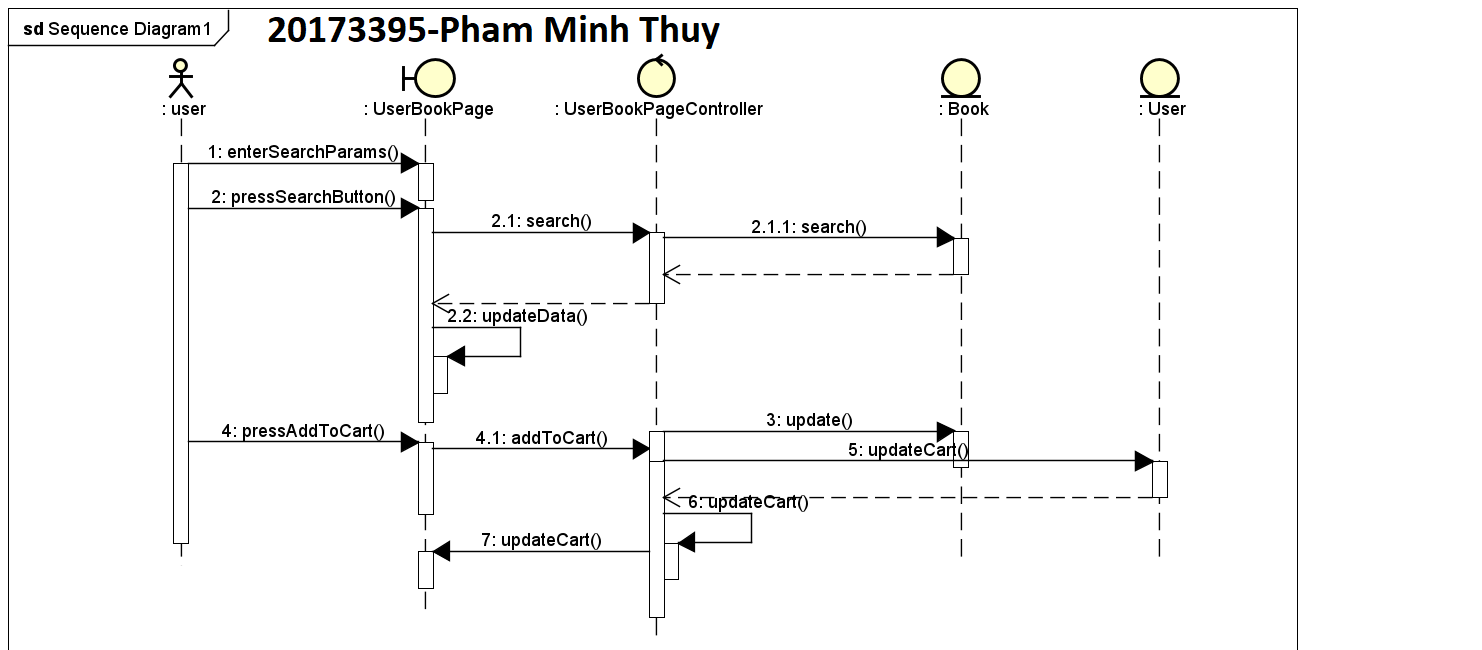 sd Sequence Diagram1
20173395-Pham Minh Thuy
: user
: UserBookPage
: UserBookPageController
: Book
: User
1: enterSearchParams()
2: pressSearchButton()
2.1: search()
2.1.1: search()
2.2: updateData()
3: update()
4: pressAddToCart()
4.1: addToCart()
5: updateCart()
6: updateCart()
7: updateCart()